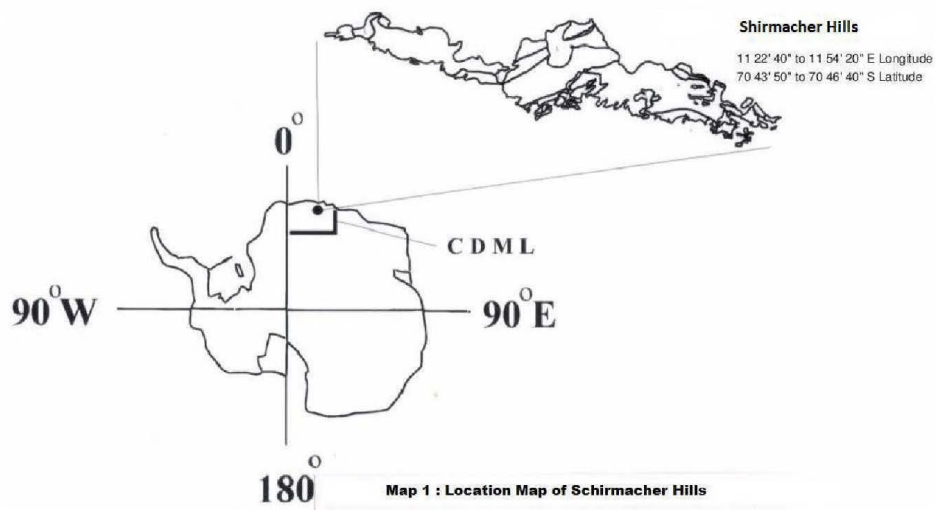 Shirmacher Hills
11 22' 40" to 11 54' 20" E Longitude
70 43' 50" to 70 46' 40" S Latitude
0°
CDML
90°W
90°E
180°
Map 1 : Location Map of Schirmacher Hills